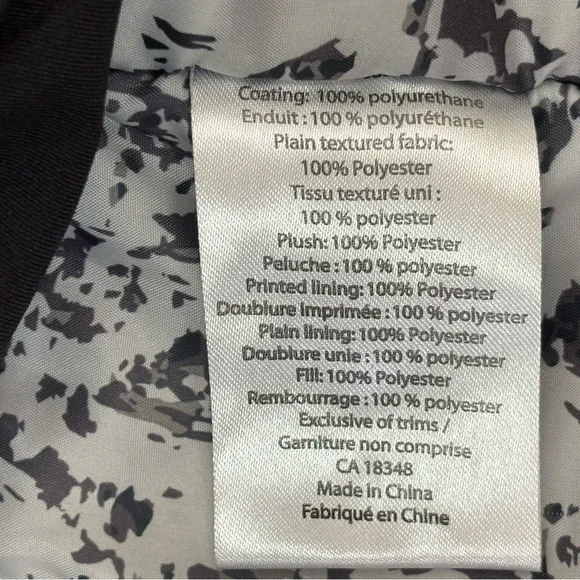 Coating: 100% polyurethane
Enduit : 100 % polyuréthane
Plain textured fabric:
100% Polyester
Tissu texturé uni :
100 % polyester
Plush: 100% Polyester
Peluche : 100 % polyester
Printed lining: 100% Polyester
Doublure imprimée : 100 % polyester
Plain lining: 100% Polyester
Doublure unie : 100 % polyester
Fill: 100% Polyester
Rembourrage : 100 % polyester
Exclusive of trims /
Garniture non comprise
CA 18348
Made in China
Fabriqué en Chine